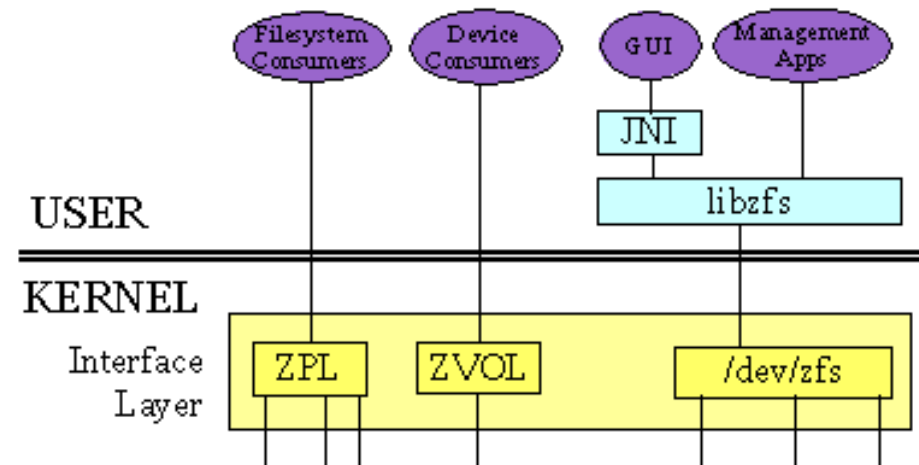 Filesystem
Consumers
Device
Consumers
GUI
Management
Apps
JNI
libzfs
USER
KERNEL
Interface
Layer
ZPL
ZVOL
/dev/zfs